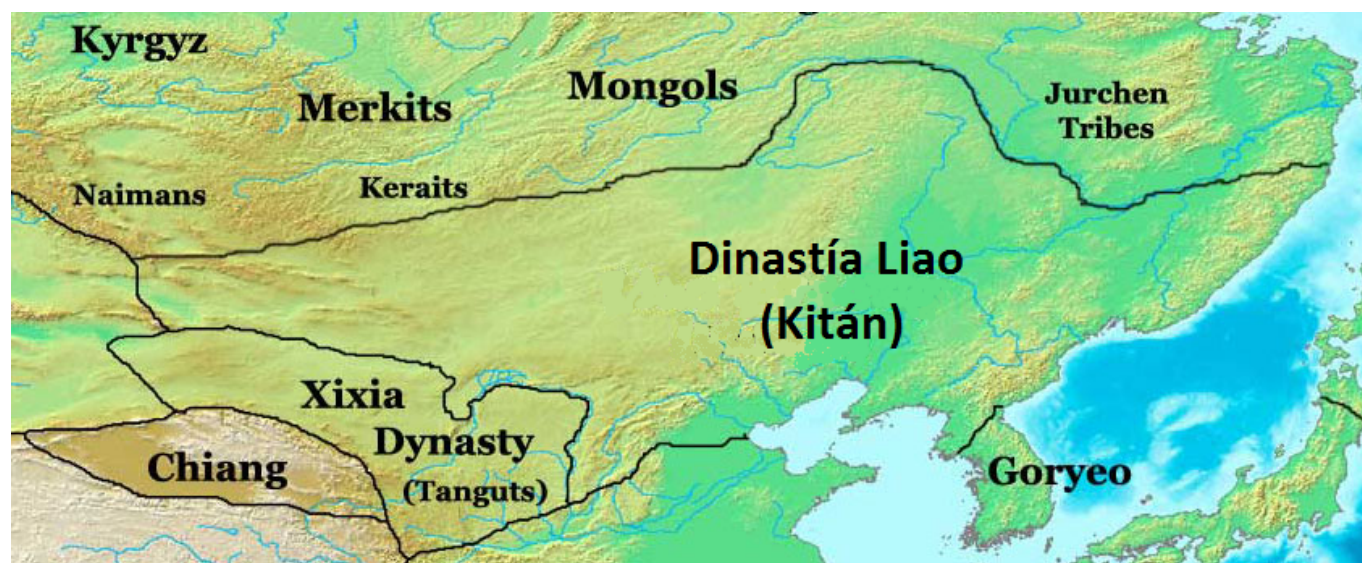 Kyrgyz
Mongols
Merkits
Jurchen
Tribes
Naimans
Keraits
Dinastía Liao
(Kitán)
Xixia
Dynasty
(Tanguts)
Chiang
Goryeo